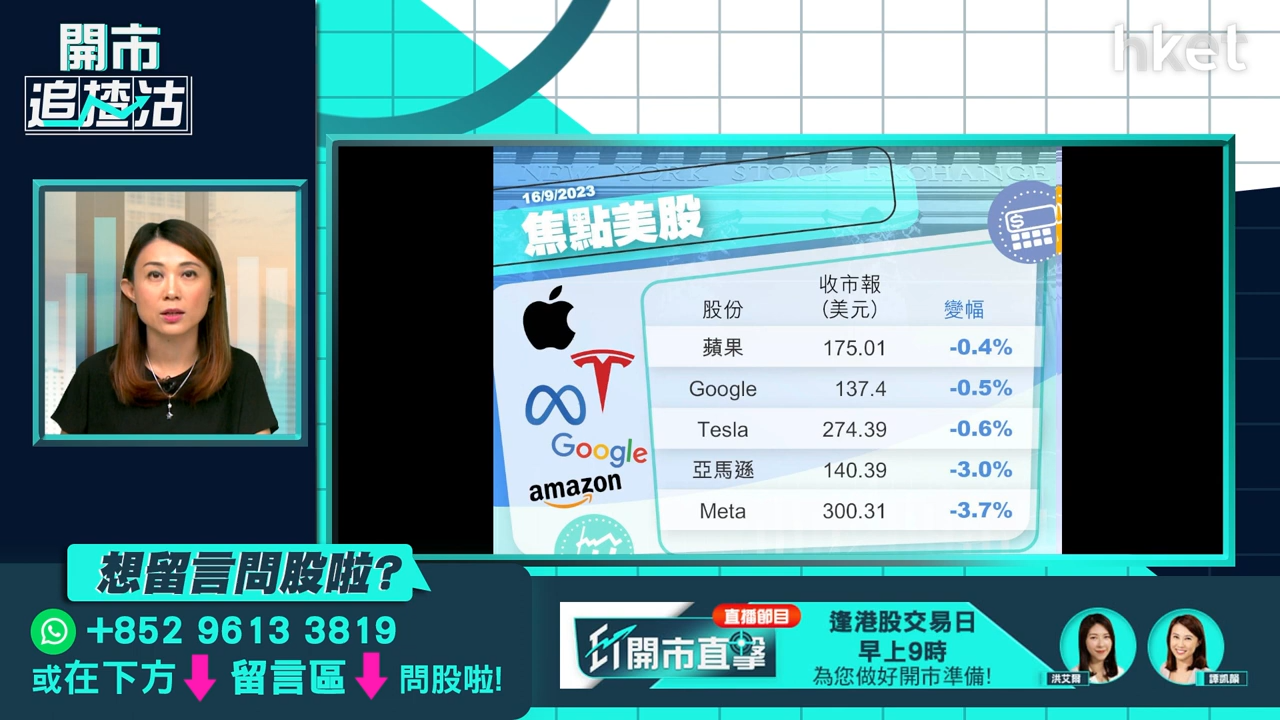 開市
追揸沽
hket
NEW YORK STOCK EXCHANGE
16/9/2023
焦點美股
股份
收市報
(美元)
變幅
蘋果 175.01 -0.4%
Google 137.4 -0.5%
Tesla 274.39 -0.6%
亞馬遜 140.39 -3.0%
Meta 300.31 -3.7%
Google
amazon
想留言問股啦?
+852 9613 3819
或在下方 留言區 問股啦!
直播節目
開市直擊
逢港股交易日
早上9時
為您做好開市準備!
洪艾爾
譚凱韻